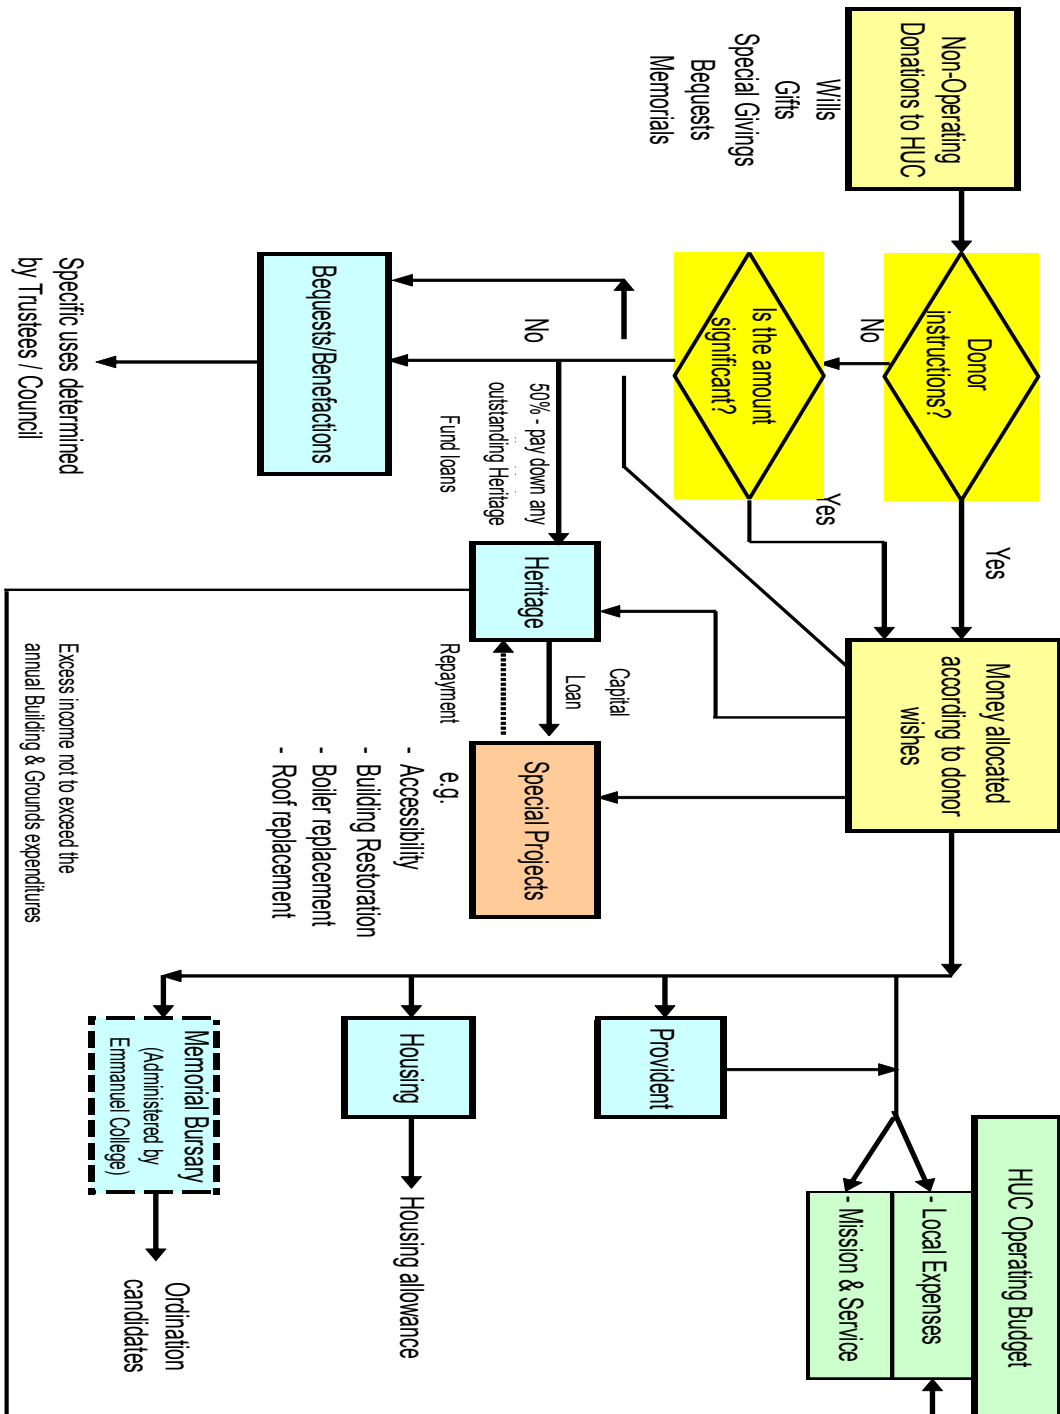 Non-Operating
Donations to HUC
Wills
Gifts
Special Givings
Bequests
Memorials
Donor
instructions?
No
Yes
Is the amount
significant?
Yes
No
Money allocated
according to donor
wishes
50% - pay down any
outstanding Heritage
Fund loans
Bequests/Benefactions
Specific uses determined
by Trustees / Council
Heritage
Capital
Loan
Repayment
Special Projects
e.g.
- Accessibility
- Building Restoration
- Boiler replacement
- Roof replacement
Excess income not to exceed the
annual Building & Grounds expenditures
Provident
Housing
Housing allowance
Memorial Bursary
(Administered by
Emmanuel College)
Ordination
candidates
HUC Operating Budget
- Local Expenses
- Mission & Service